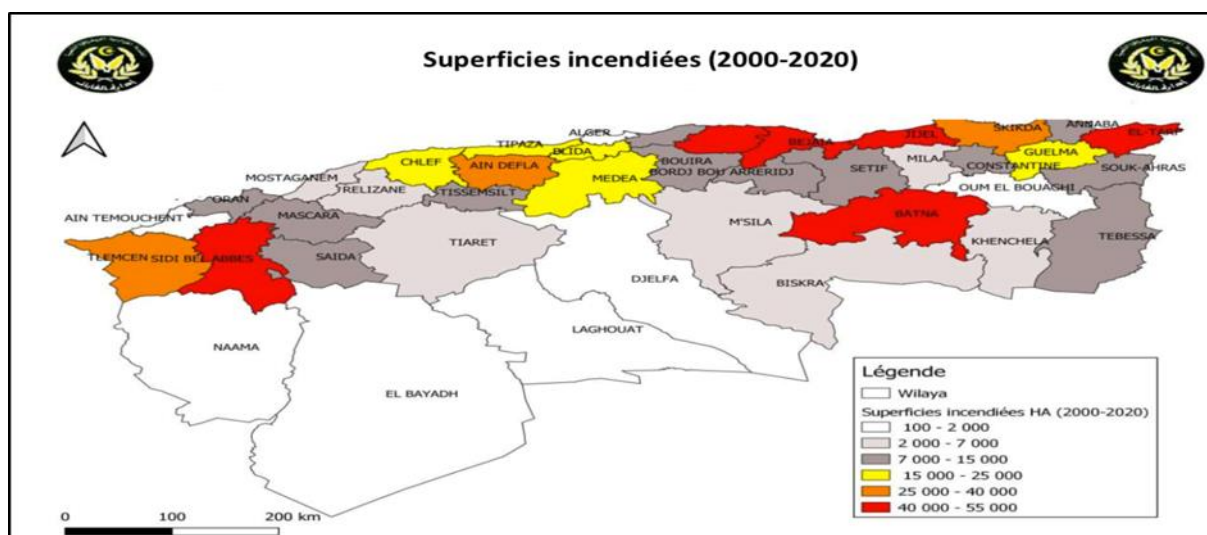 Superficies incendiées (2000-2020)
ALGER
TIPAZA
BLIDA
CHLEF
AIN DEFLA
MEDEA
BOUIRA
BORDJ BOU ARRERIDJ
BEJAIA
JIJEL
SKIKDA
ANNABA
EL-TARF
GUELMA
MILA
CONSTANTINE
SOUK-AHRAS
SETIF
OUM EL BOUAGHI
MOSTAGANEM
RELIZANE
TISSEMSILT
ORAN
MASCARA
AIN TEMOUCHENT
TLEMCEN
SIDI BEL ABBES
SAIDA
TIARET
M'SILA
BATNA
KHENCHELA
TEBESSA
DJELFA
BISKRA
LAGHOUAT
NAAMA
EL BAYADH
Légende
Wilaya
Superficies incendiées HA (2000-2020)
100 - 2 000
2 000 - 7 000
7 000 - 15 000
15 000 - 25 000
25 000 - 40 000
40 000 - 55 000
0 100 200 km